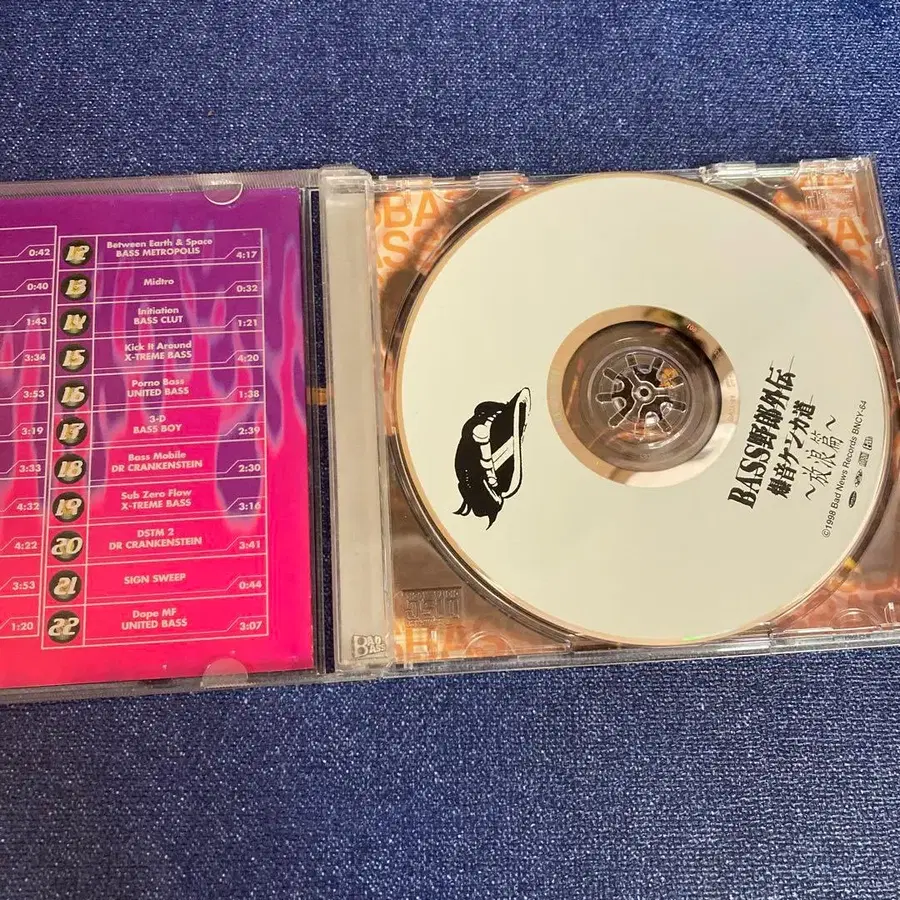 0:42
0:40
1:43
3:34
3:53
3:19
3:33
4:32
4:22
3:53
1:20
12 Between Earth & Space
BASS METROPOLIS 4:17
13 Midtro 0:32
14 Initiation
BASS CLUT 1:21
15 Kick It Around
X-TREME BASS 4:20
16 Porno Bass
UNITED BASS 1:38
17 3-D
BASS BOY 2:39
18 Bass Mobile
DR CRANKENSTEIN 2:30
19 Sub Zero Flow
X-TREME BASS 3:16
20 DSTM 2
DR CRANKENSTEIN 3:41
21 SIGN SWEEP 0:44
22 Dope MF
UNITED BASS 3:07
BAD BASS
BASS野郎外伝
爆音ケンカ道
〜放浪篇〜
©1998 Bad News Records BNCY-64